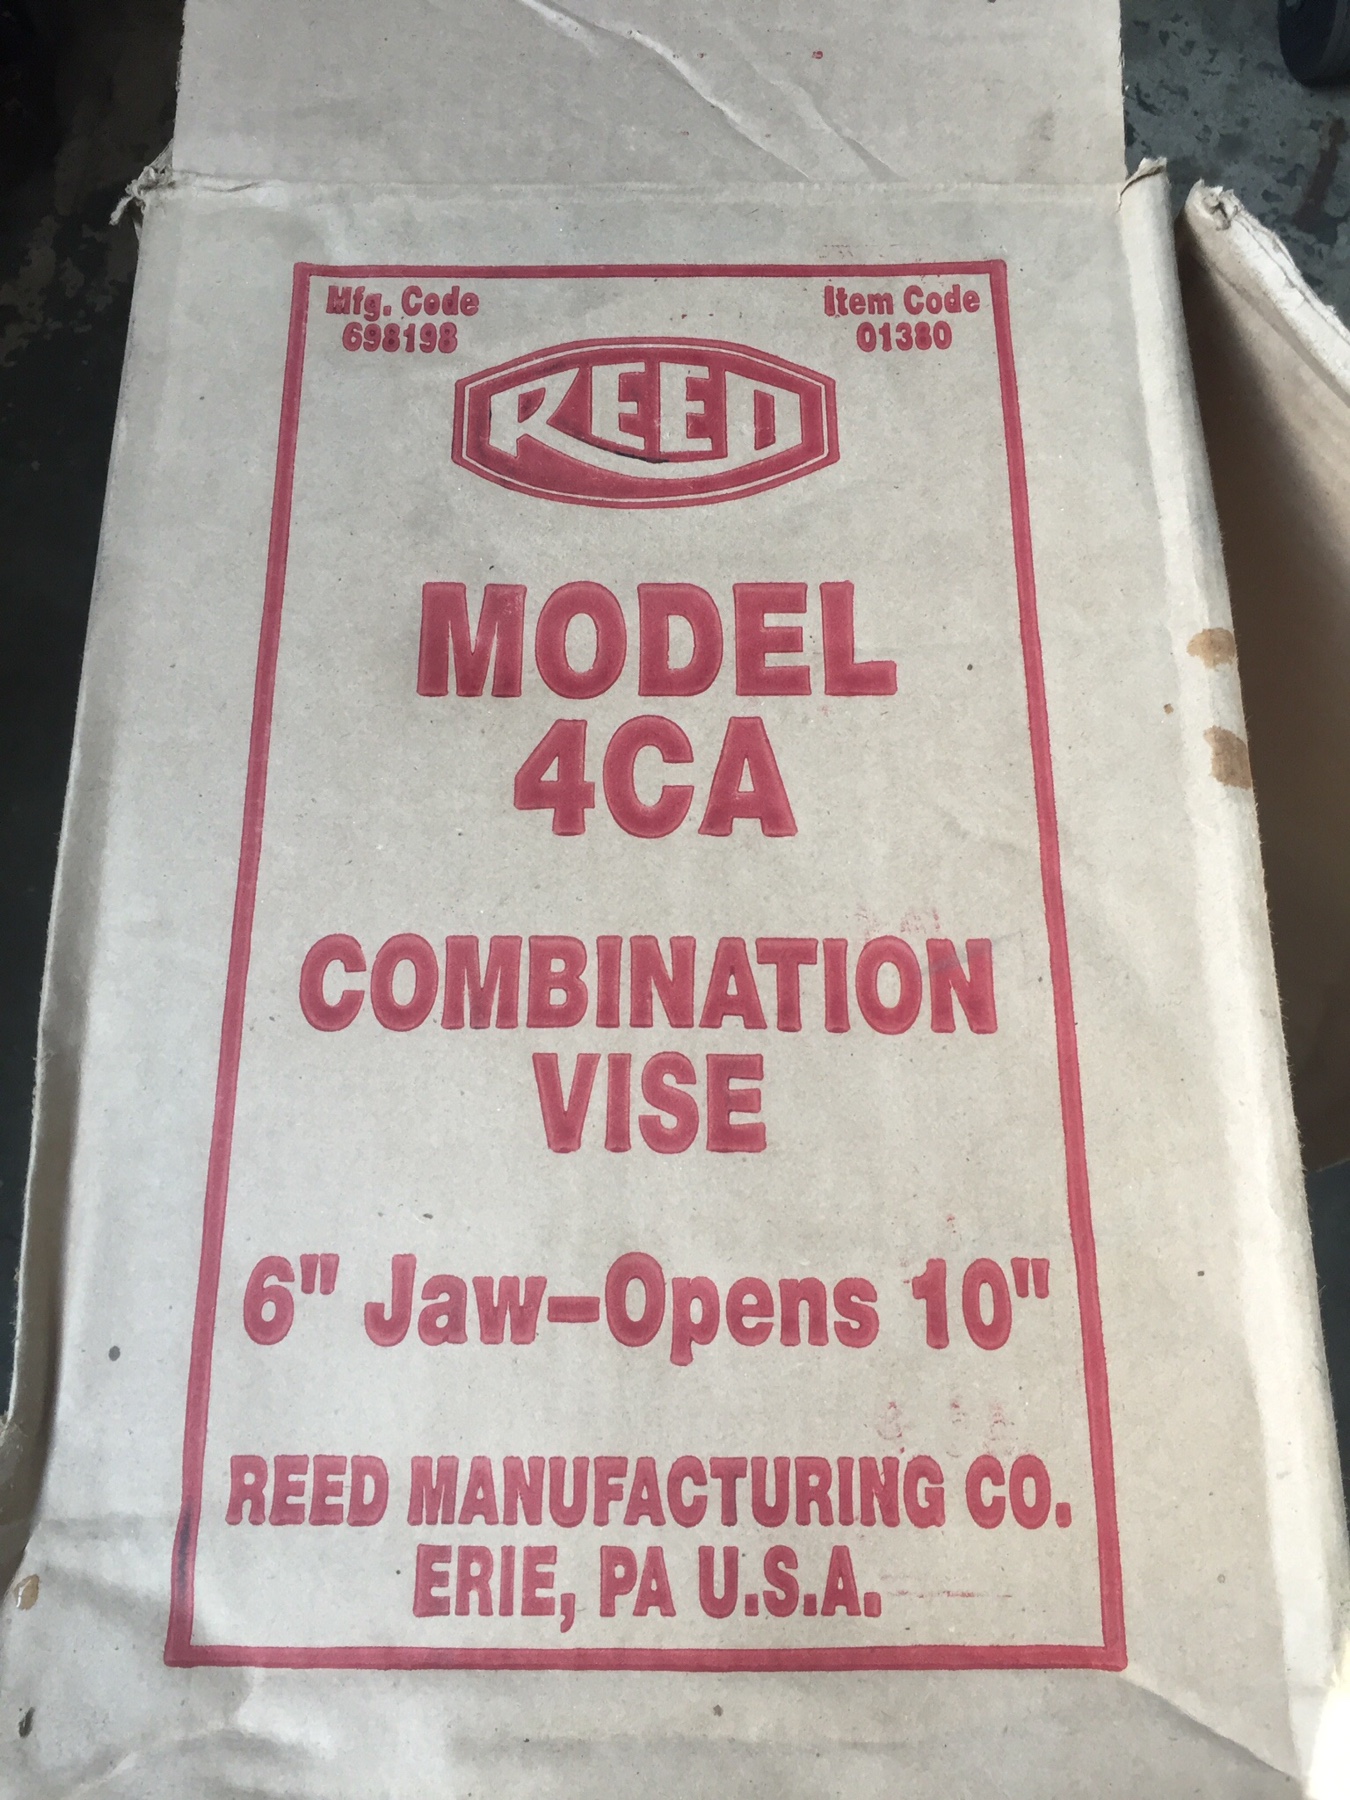 Mfg. Code
698198
Item Code
01380
REED
MODEL
4CA
COMBINATION
VISE
6" Jaw-Opens 10"
REED MANUFACTURING CO.
ERIE, PA U.S.A.